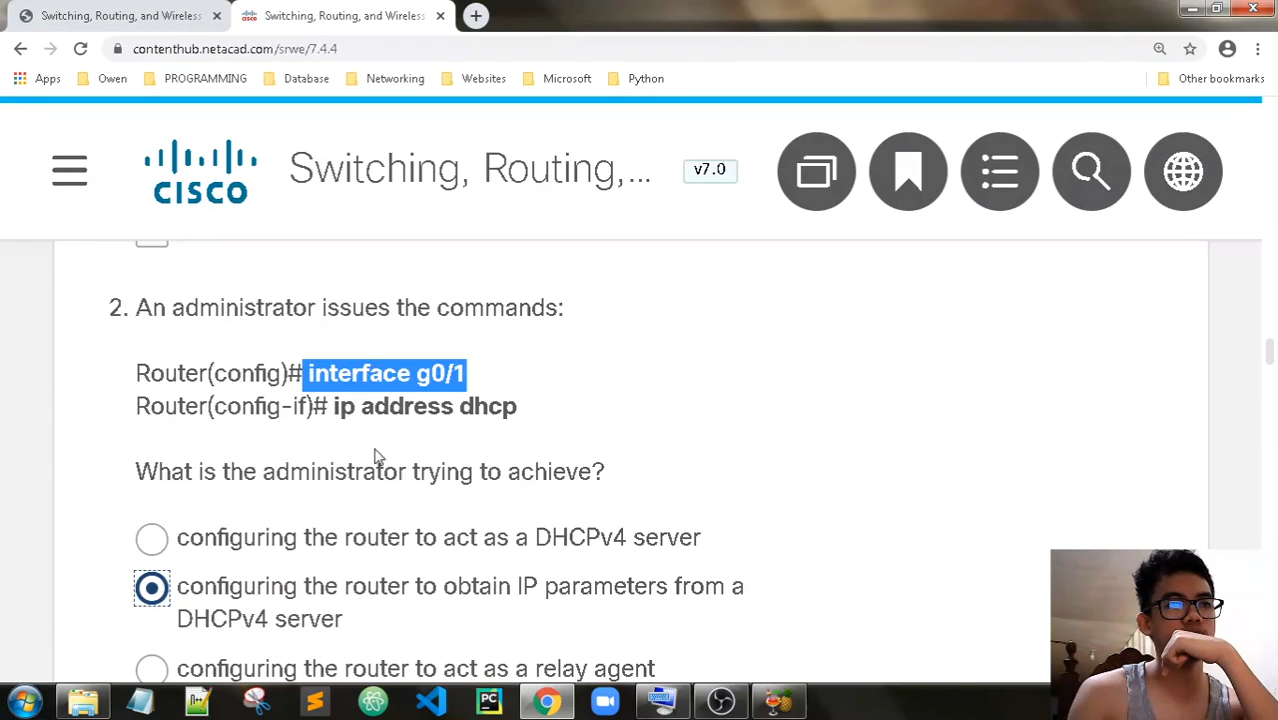 Switching, Routing, and Wireless
Switching, Routing, and Wireless
contenthub.netacad.com/srwe/7.4.4
Apps
Owen
PROGRAMMING
Database
Networking
Websites
Microsoft
Python
Other bookmarks
CISCO
Switching, Routing,...
v7.0
2. An administrator issues the commands:
Router(config)# interface g0/1
Router(config-if)# ip address dhcp
What is the administrator trying to achieve?
configuring the router to act as a DHCPv4 server
configuring the router to obtain IP parameters from a
DHCPv4 server
configuring the router to act as a relay agent
PC